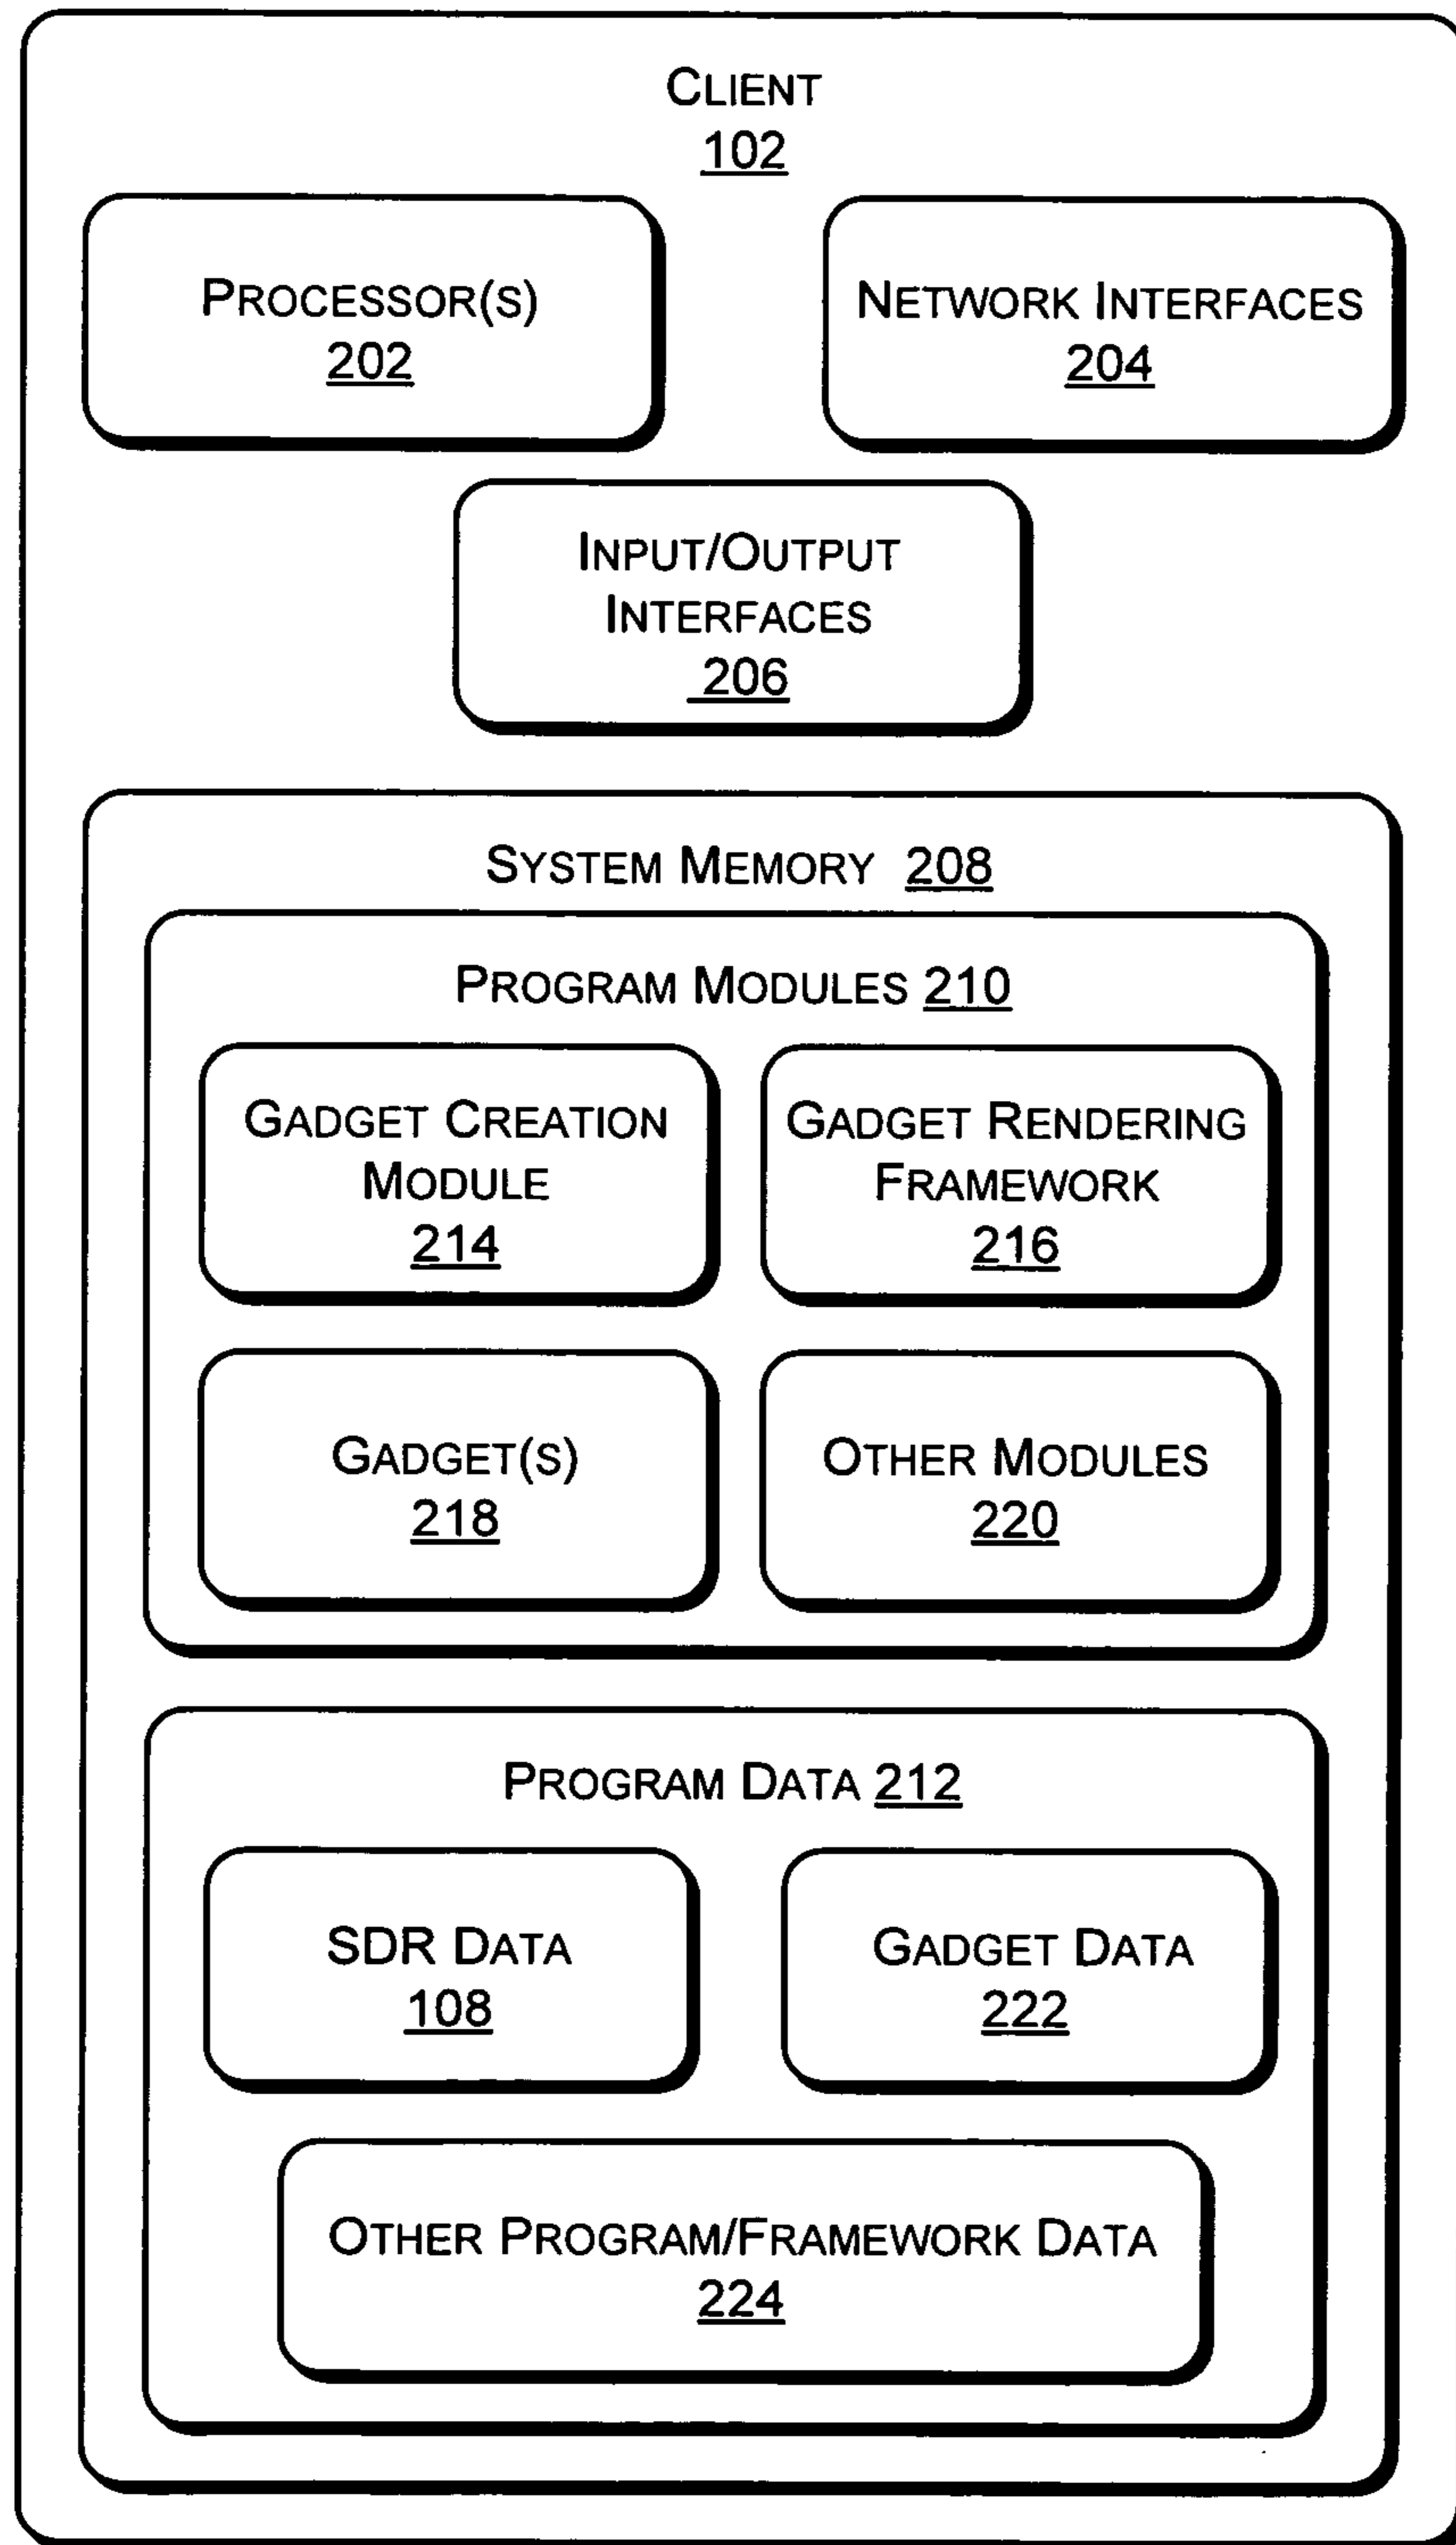 CLIENT
102
PROCESSOR(S)
202
NETWORK INTERFACES
204
INPUT/OUTPUT
INTERFACES
206
SYSTEM MEMORY 208
PROGRAM MODULES 210
GADGET CREATION
MODULE
214
GADGET RENDERING
FRAMEWORK
216
GADGET(S)
218
OTHER MODULES
220
PROGRAM DATA 212
SDR DATA
108
GADGET DATA
222
OTHER PROGRAM/FRAMEWORK DATA
224